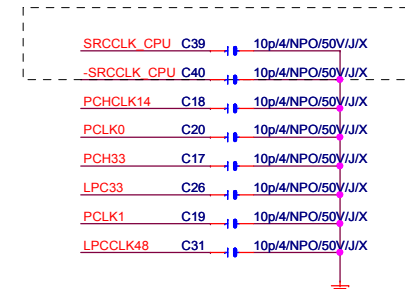 SRCCLK_CPU C39 10p/4/NPO/50V/J/X
-SRCCLK_CPU C40 10p/4/NPO/50V/J/X
PCHCLK14 C18 10p/4/NPO/50V/J/X
PCLK0 C20 10p/4/NPO/50V/J/X
PCH33 C17 10p/4/NPO/50V/J/X
LPC33 C26 10p/4/NPO/50V/J/X
PCLK1 C19 10p/4/NPO/50V/J/X
LPCCLK48 C31 10p/4/NPO/50V/J/X